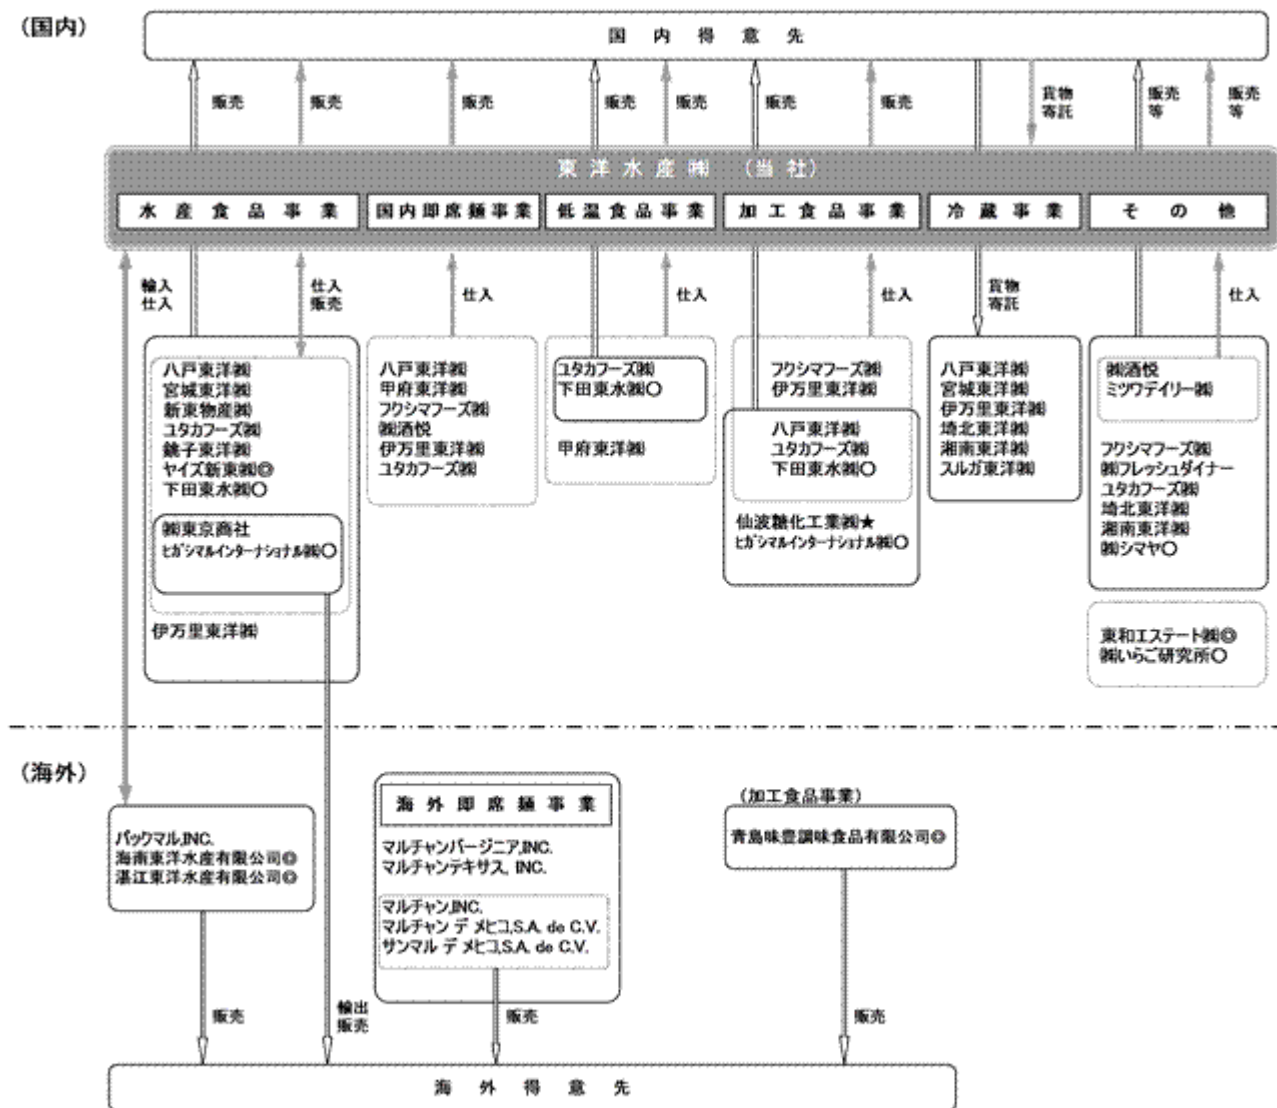 (国内)
国内得意先
販売
販売
販売
販売
販売
販売
販売
貨物
寄託
販売
等
販売
等
東洋水産㈱ (当社)
水産食品事業
国内即席麺事業
低温食品事業
加工食品事業
冷蔵事業
その他
輸入
仕入
仕入
販売
仕入
仕入
仕入
貨物
寄託
仕入
八戸東洋㈱
宮城東洋㈱
新東物産㈱
ユタカフーズ㈱
銚子東洋㈱
ヤイズ新東㈱◎
下田東水㈱○
㈱東京商社
ヒガシマルインターナショナル㈱○
伊万里東洋㈱
八戸東洋㈱
甲府東洋㈱
フクシマフーズ㈱
㈱酒悦
伊万里東洋㈱
ユタカフーズ㈱
ユタカフーズ㈱
下田東水㈱○
甲府東洋㈱
フクシマフーズ㈱
伊万里東洋㈱
八戸東洋㈱
ユタカフーズ㈱
下田東水㈱○
仙波糖化工業㈱★
ヒガシマルインターナショナル㈱○
八戸東洋㈱
宮城東洋㈱
伊万里東洋㈱
埼北東洋㈱
湘南東洋㈱
スルガ東洋㈱
㈱酒悦
ミツワデイリー㈱
フクシマフーズ㈱
㈱フレッシュダイナー
ユタカフーズ㈱
埼北東洋㈱
湘南東洋㈱
㈱シマヤ○
東和エステート㈱◎
㈱いらご研究所○
(海外)
パックマル,INC.
海南東洋水産有限公司◎
湛江東洋水産有限公司◎
海外即席麺事業
マルチャンバージニア,INC.
マルチャンテキサス, INC.
マルチャン,INC.
マルチャン デ メヒコ,S.A. de C.V.
サンマル デ メヒコ,S.A. de C.V.
(加工食品事業)
青島味豊調味食品有限公司◎
販売
輸出
販売
販売
販売
海外得意先